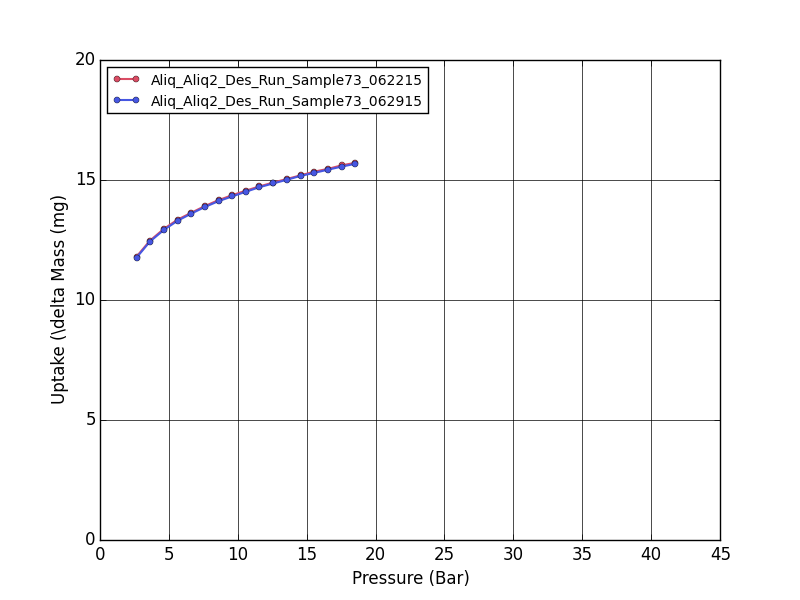 20
15
10
5
0
Aliq_Aliq2_Des_Run_Sample73_062215
Aliq_Aliq2_Des_Run_Sample73_062915
Uptake (\delta Mass (mg)
0 5 10 15 20 25 30 35 40 45
Pressure (Bar)